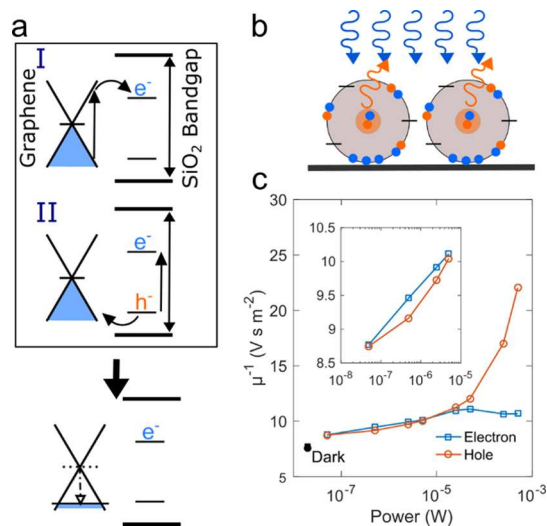 a
I
e-
Graphene
SiO2 Bandgap
II
e-
h-
e-
b
c
30
25
20
15
10
5
μ-1 (V s m-2)
10.5
10
9.5
9
8.5
10-8
10-7
10-6
10-5
Dark
Electron
Hole
10-7
10-5
10-3
Power (W)